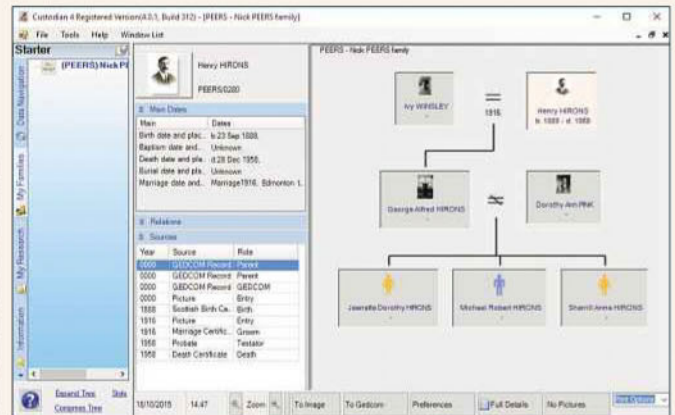 Custodian 4 Registered Version(4.0.1, Build 312) - [PEERS - Nick PEERS family]
File Tools Help Window List
Starter
(PEERS) Nick PE
Data Navigation
My Families
My Research
Information
Expand Tree
Compress Tree
Henry HIRONS
PEERS/0280
Main Dates
Main Dates
Birth date and plac.. b 23 Sep 1888,
Baptism date and.. Unknown
Death date and pla.. d 28 Dec 1958,
Burial date and pla.. Unknown
Marriage date and.. Marriage1916, Edmonton t..
Relations
Sources
Year Source Role
0000 GEDCOM Record Parent
0000 GEDCOM Record Parent
0000 GEDCOM Record GEDCOM
0000 Picture Entry
1888 Scottish Birth Ce.. Birth
1916 Picture Entry
1916 Marriage Certific.. Groom
1958 Probate Testator
1958 Death Certificate Death
PEERS - Nick PEERS family
Ivy WINSLEY
=
1916,
Henry HIRONS
b. 1888 - d. 1958
George Alfred HIRONS
Dorothy Ann PINK
Jeanette Dorothy HIRONS
Michael Robert HIRONS
Sherrill Anne HIRONS
18/10/2015 14:47 Zoom To Image To Gedcom Preferences Full Details No Pictures Print Options